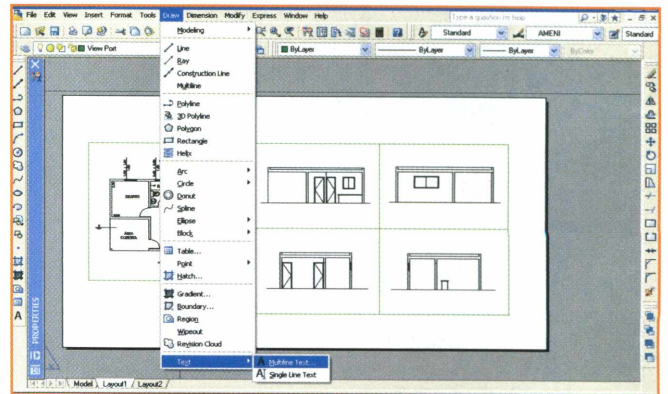 File Edit View Insert Format Tools Draw Dimension Modify Express Window Help
Type a question for help
Standard AMENI Standard
View Port ByLayer ByLayer ByLayer ByColor
Modeling
Line
Ray
Construction Line
Multiline
Polyline
3D Polyline
Polygon
Rectangle
Helix
Arc
Circle
Donut
Spline
Ellipse
Block
Table...
Point
Hatch...
Gradient...
Boundary...
Region
Wipeout
Revision Cloud
Text
Multiline Text...
Single Line Text
PROPERTIES
Model Layout1 Layout2